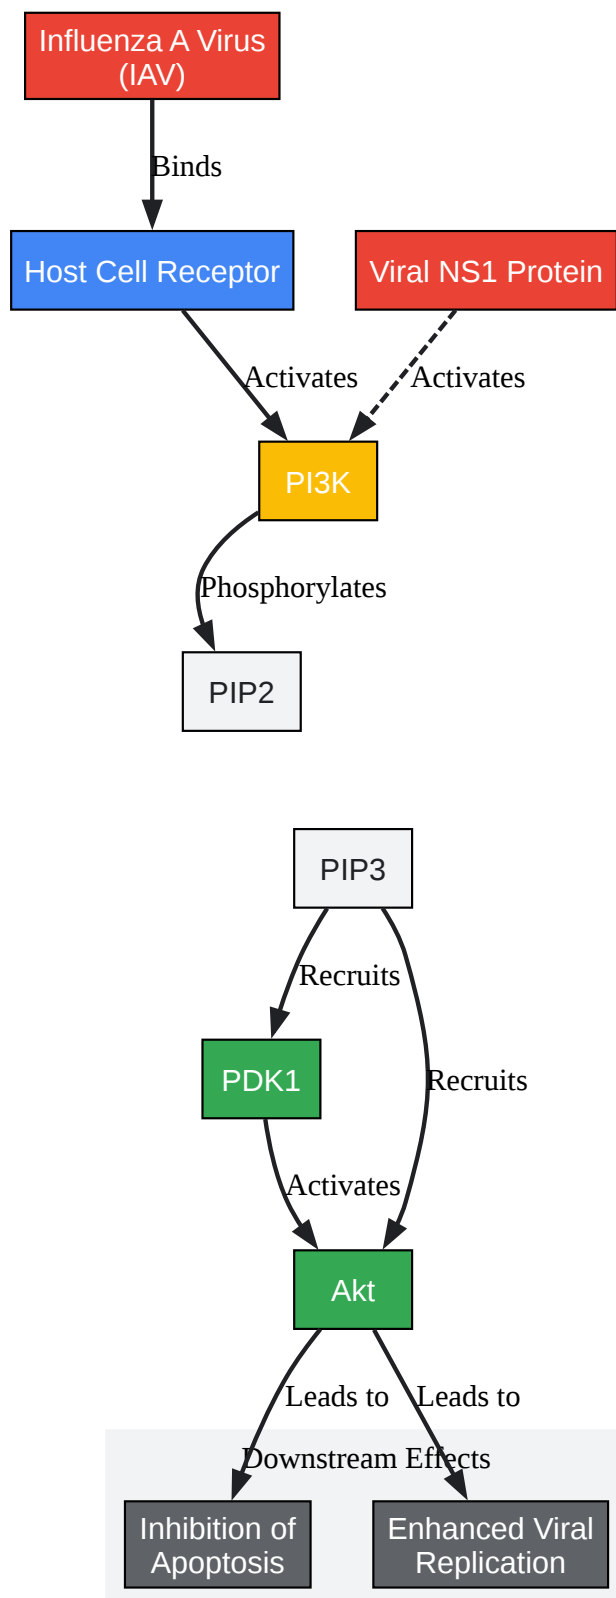 Influenza A Virus
(IAV)
Binds
Host Cell Receptor
Viral NS1 Protein
Activates
Activates
PI3K
Phosphorylates
PIP2
PIP3
Recruits
PDK1
Recruits
Activates
Akt
Leads to
Leads to
Downstream Effects
Inhibition of
Apoptosis
Enhanced Viral
Replication